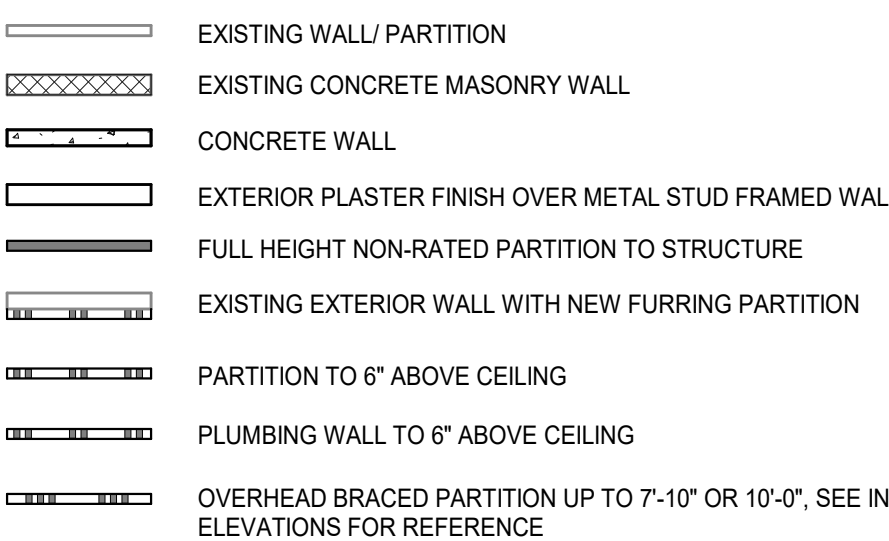 EXISTING WALL/ PARTITION
EXISTING CONCRETE MASONRY WALL
CONCRETE WALL
EXTERIOR PLASTER FINISH OVER METAL STUD FRAMED WAL
FULL HEIGHT NON-RATED PARTITION TO STRUCTURE
EXISTING EXTERIOR WALL WITH NEW FURRING PARTITION
PARTITION TO 6" ABOVE CEILING
PLUMBING WALL TO 6" ABOVE CEILING
OVERHEAD BRACED PARTITION UP TO 7'-10" OR 10'-0", SEE IN
ELEVATIONS FOR REFERENCE